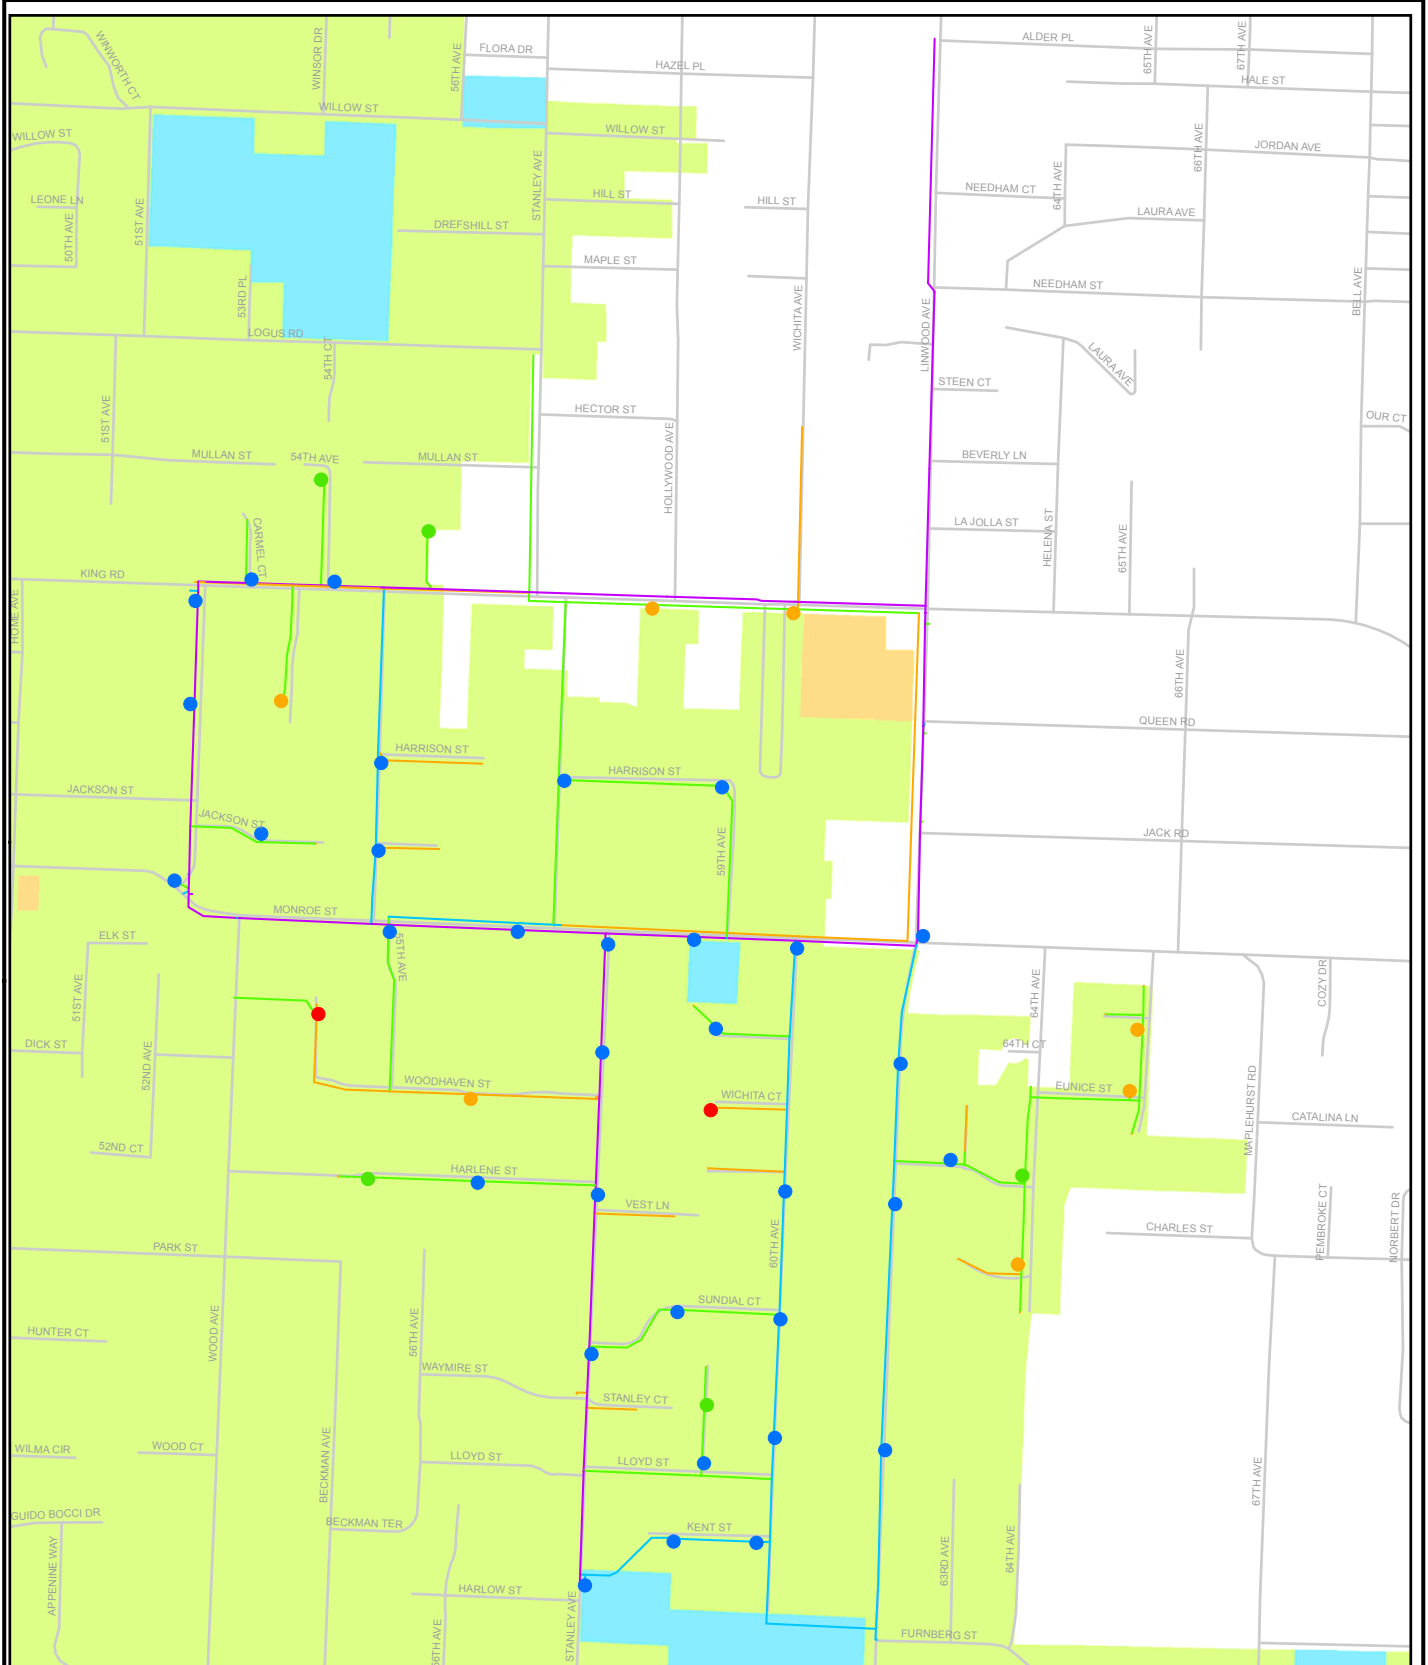 WINWORTH CT
WINSOR DR
56TH AVE
FLORA DR
HAZEL PL
ALDER PL
65TH AVE
67TH AVE
HALE ST
WILLOW ST
WILLOW ST
WILLOW ST
66TH AVE
JORDAN AVE
LEONE LN
50TH AVE
51ST AVE
STANLEY AVE
HILL ST
HILL ST
NEEDHAM CT
64TH AVE
LAURA AVE
DREFSHILL ST
MAPLE ST
53RD PL
WICHITA AVE
LINWOOD AVE
NEEDHAM ST
BELL AVE
LOGUS RD
54TH CT
LAURA AVE
STEEN CT
51ST AVE
HECTOR ST
OUR CT
MULLAN ST
54TH AVE
MULLAN ST
HOLLYWOOD AVE
BEVERLY LN
CARMEL CT
LA JOLLA ST
HELENA ST
65TH AVE
KING RD
HOME AVE
66TH AVE
QUEEN RD
HARRISON ST
HARRISON ST
JACKSON ST
JACKSON ST
59TH AVE
JACK RD
MONROE ST
ELK ST
55TH AVE
51ST AVE
64TH AVE
COZY DR
DICK ST
52ND AVE
64TH CT
WOODHAVEN ST
WICHITA CT
EUNICE ST
MAPLEHURST RD
CATALINA LN
52ND CT
HARLENE ST
VEST LN
60TH AVE
CHARLES ST
PEMBROKE CT
NORBERT DR
PARK ST
SUNDIAL CT
HUNTER CT
WOOD AVE
56TH AVE
WAYMIRE ST
STANLEY CT
WILMA CIR
WOOD CT
BECKMAN AVE
LLOYD ST
LLOYD ST
67TH AVE
GUIDO BOCCI DR
BECKMAN TER
KENT ST
APPENINE WAY
63RD AVE
64TH AVE
HARLOW ST
STANLEY AVE
56TH AVE
FURNBERG ST